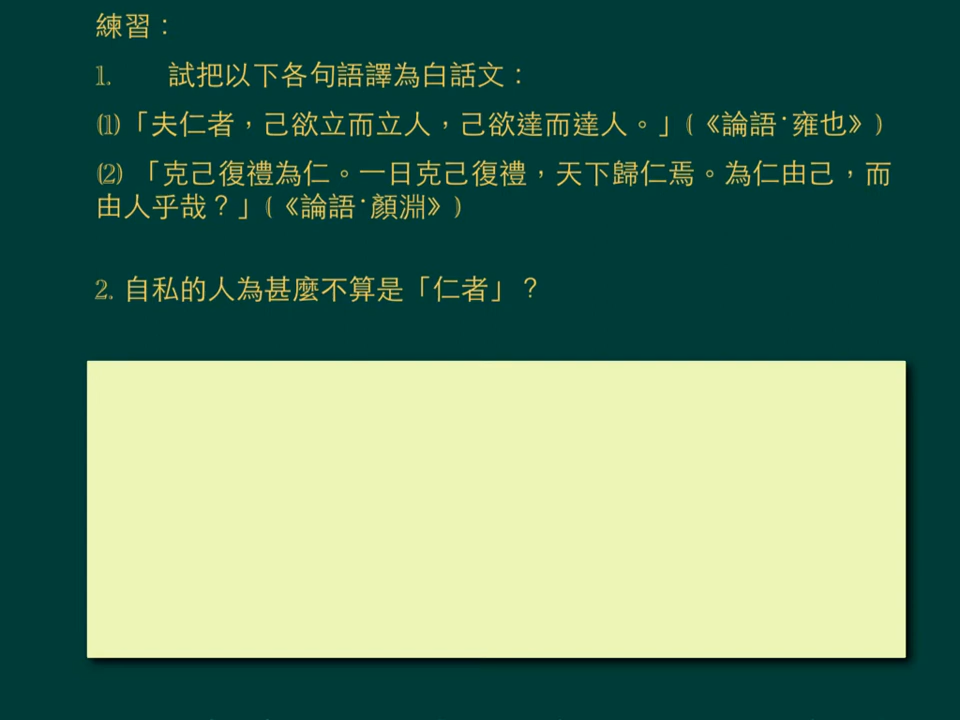 練習：
1. 試把以下各句語譯為白話文：
(1)「夫仁者，己欲立而立人，己欲達而達人。」(《論語˙雍也》)
(2) 「克己復禮為仁。一日克己復禮，天下歸仁焉。為仁由己，而
由人乎哉？」(《論語˙顏淵》)
2. 自私的人為甚麼不算是「仁者」？